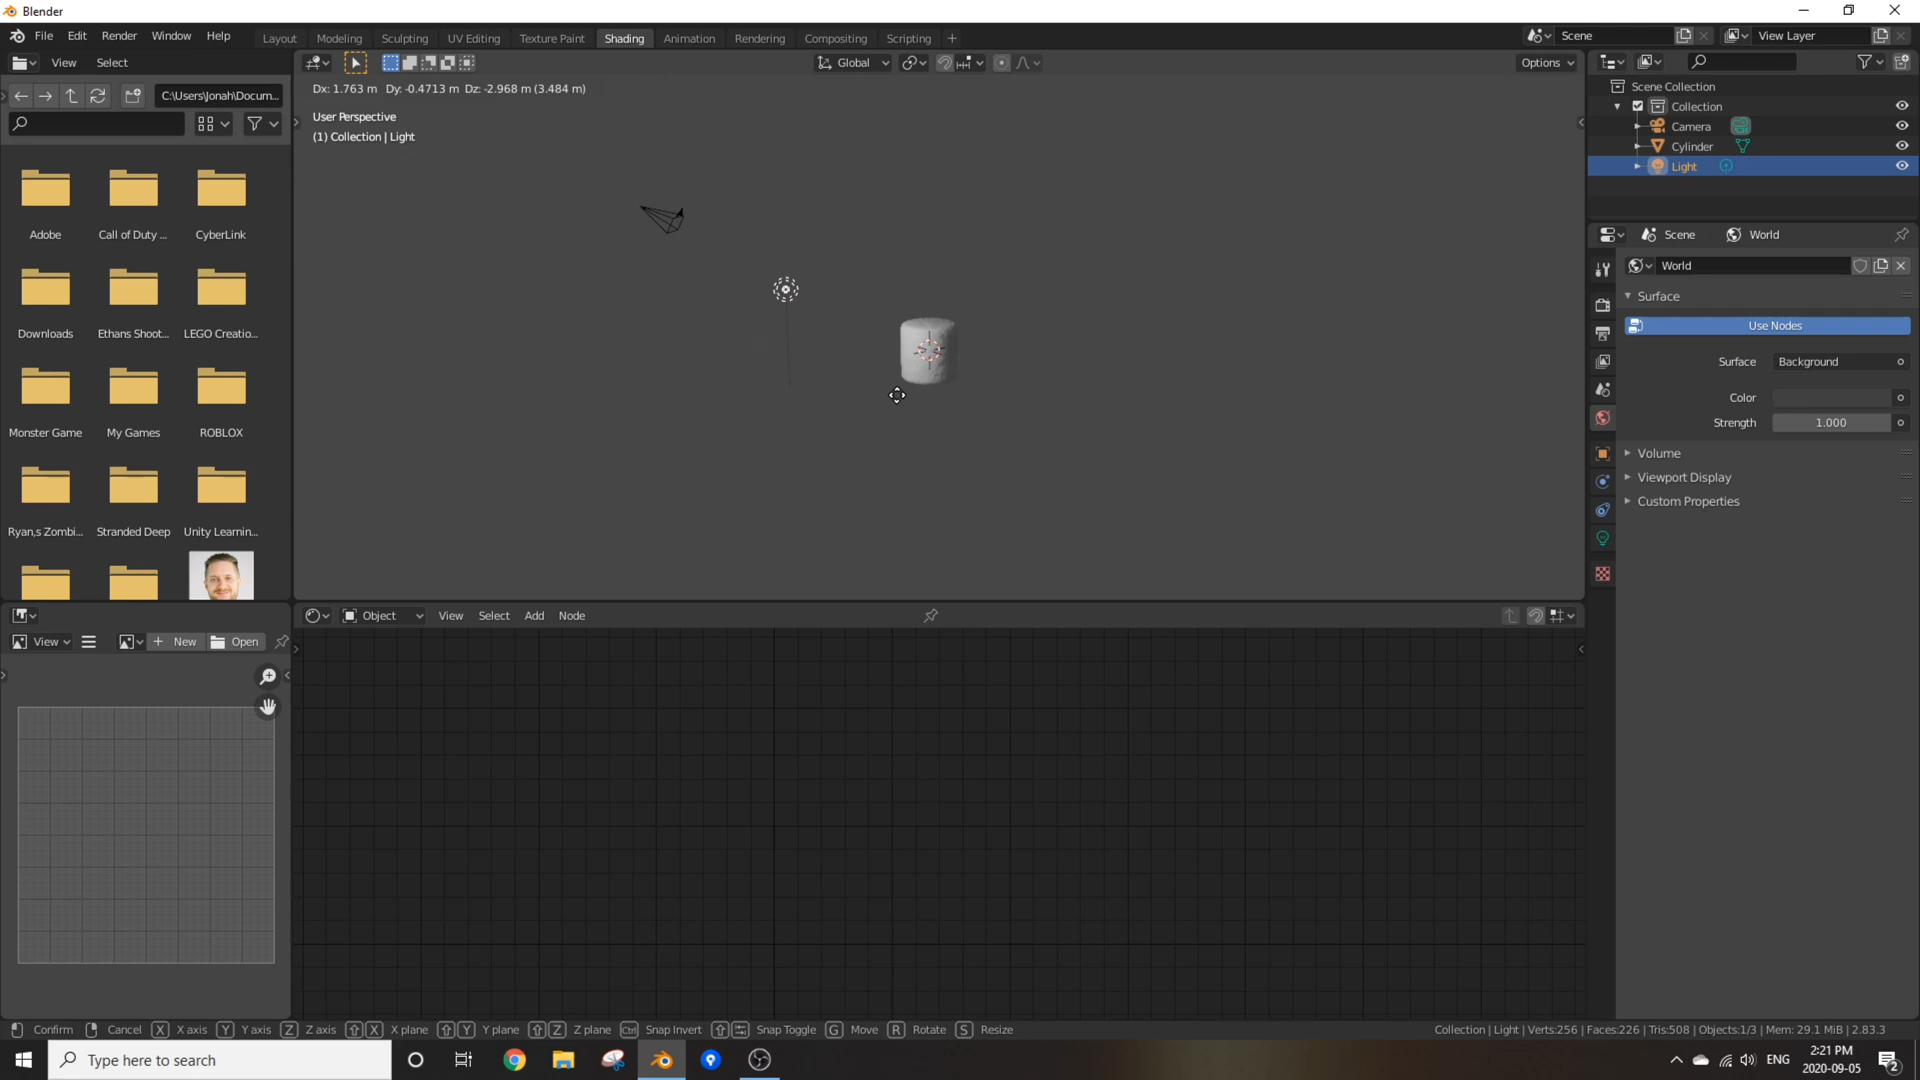 Blender
File Edit Render Window Help Layout Modeling Sculpting UV Editing Texture Paint Shading Animation Rendering Compositing Scripting + Scene View Layer
View Select Global Options
C:\Users\Jonah\Docum...
Dx: 1.763 m Dy: -0.4713 m Dz: -2.968 m (3.484 m)
User Perspective
(1) Collection | Light
Scene Collection
Collection
Camera
Cylinder
Light
Adobe Call of Duty ... CyberLink
Downloads Ethans Shoot... LEGO Creatio...
Monster Game My Games ROBLOX
Ryan,s Zombi... Stranded Deep Unity Learnin...
Scene World
World
Surface
Use Nodes
Surface Background
Color
Strength 1.000
Volume
Viewport Display
Custom Properties
Object View Select Add Node
View New Open
Confirm Cancel X X axis Y Y axis Z Z axis X X plane Y Y plane Z Z plane Ctrl Snap Invert Snap Toggle G Move R Rotate S Resize Collection | Light | Verts:256 | Faces:226 | Tris:508 | Objects:1/3 | Mem: 29.1 MiB | 2.83.3
Type here to search
ENG
2:21 PM
2020-09-05
2